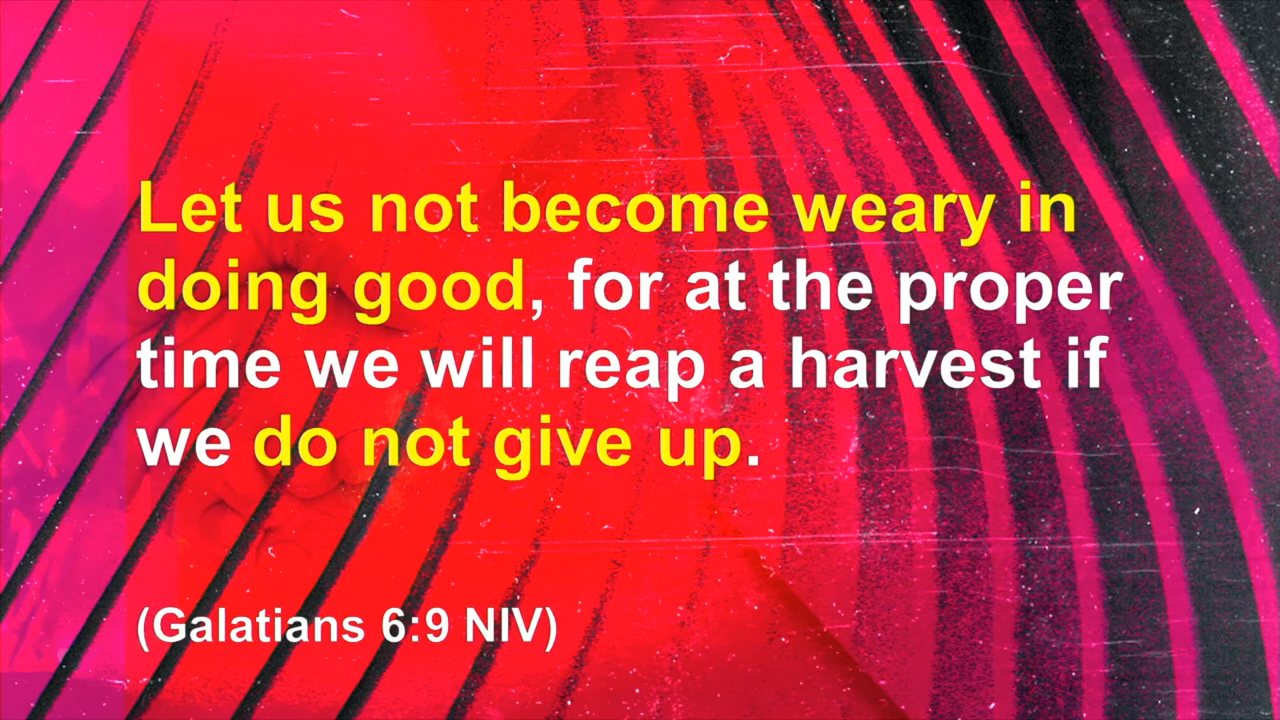 Let us not become weary in
doing good, for at the proper
time we will reap a harvest if
we do not give up.
(Galatians 6:9 NIV)